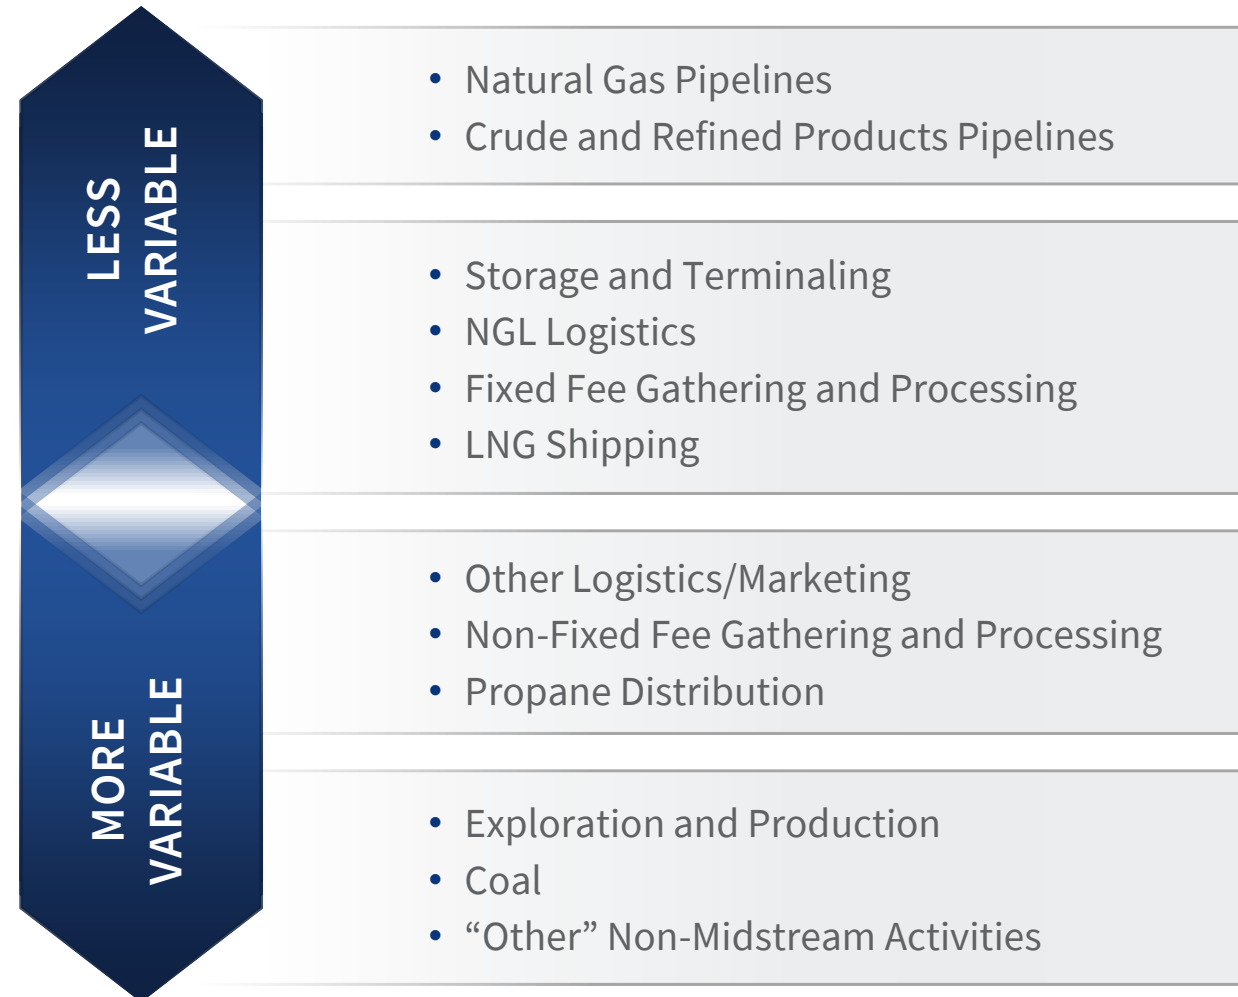 LESS
VARIABLE
• Natural Gas Pipelines
• Crude and Refined Products Pipelines
• Storage and Terminaling
• NGL Logistics
• Fixed Fee Gathering and Processing
• LNG Shipping
MORE
VARIABLE
• Other Logistics/Marketing
• Non-Fixed Fee Gathering and Processing
• Propane Distribution
• Exploration and Production
• Coal
• “Other” Non-Midstream Activities